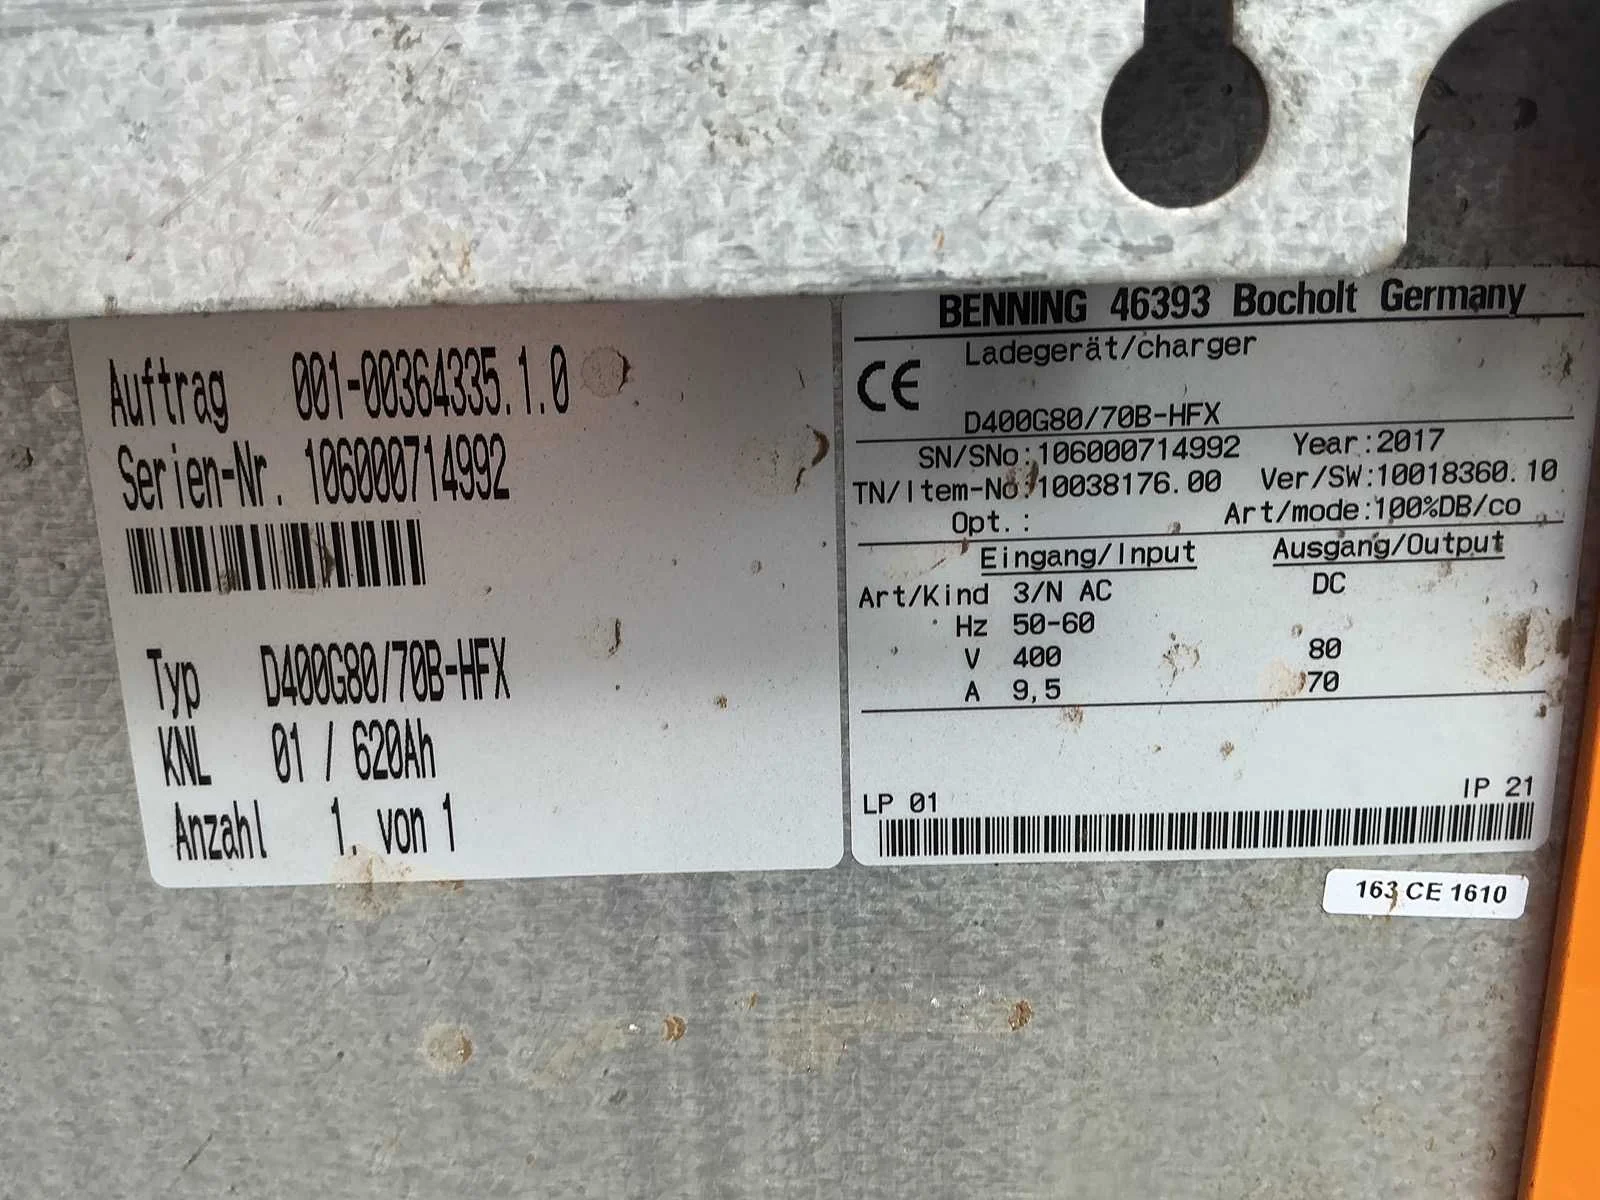 Auftrag 001-00364335.1.0
Serien-Nr. 106000714992
Typ D400G80/70B-HFX
KNL 01 / 620Ah
Anzahl 1. von 1
BENNING 46393 Bocholt Germany
CE Ladegerät/charger
D400G80/70B-HFX
SN/SNo:106000714992 Year:2017
TN/Item-No:10038176.00 Ver/SW:10018360.10
Opt.: Art/mode:100%DB/co
Eingang/Input Ausgang/Output
Art/Kind 3/N AC DC
Hz 50-60
V 400 80
A 9,5 70
LP 01 IP 21
163 CE 1610